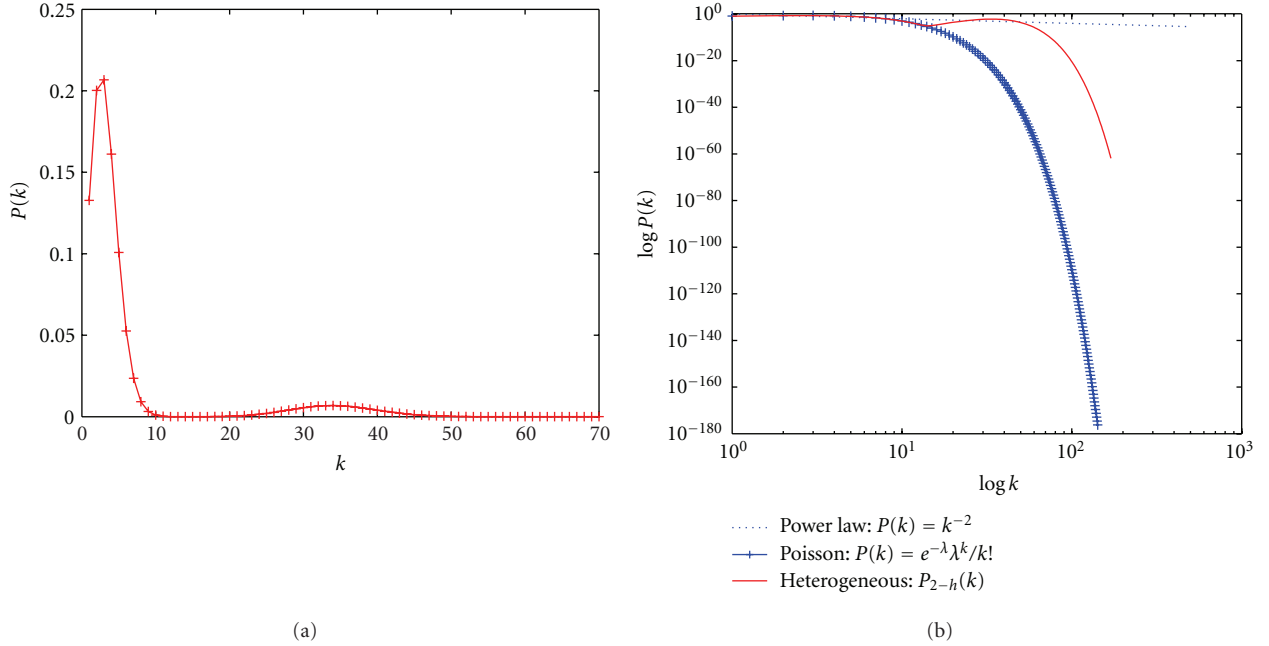 0.25
0.2
0.15
0.1
0.05
0
P(k)
0 10 20 30 40 50 60 70
k
(a)
10^0
10^−20
10^−40
10^−60
10^−80
10^−100
10^−120
10^−140
10^−160
10^−180
log P(k)
10^0 10^1 10^2 10^3
log k
Power law: P(k) = k^−2
Poisson: P(k) = e^−λ λ^k/k!
Heterogeneous: P_2−h(k)
(b)